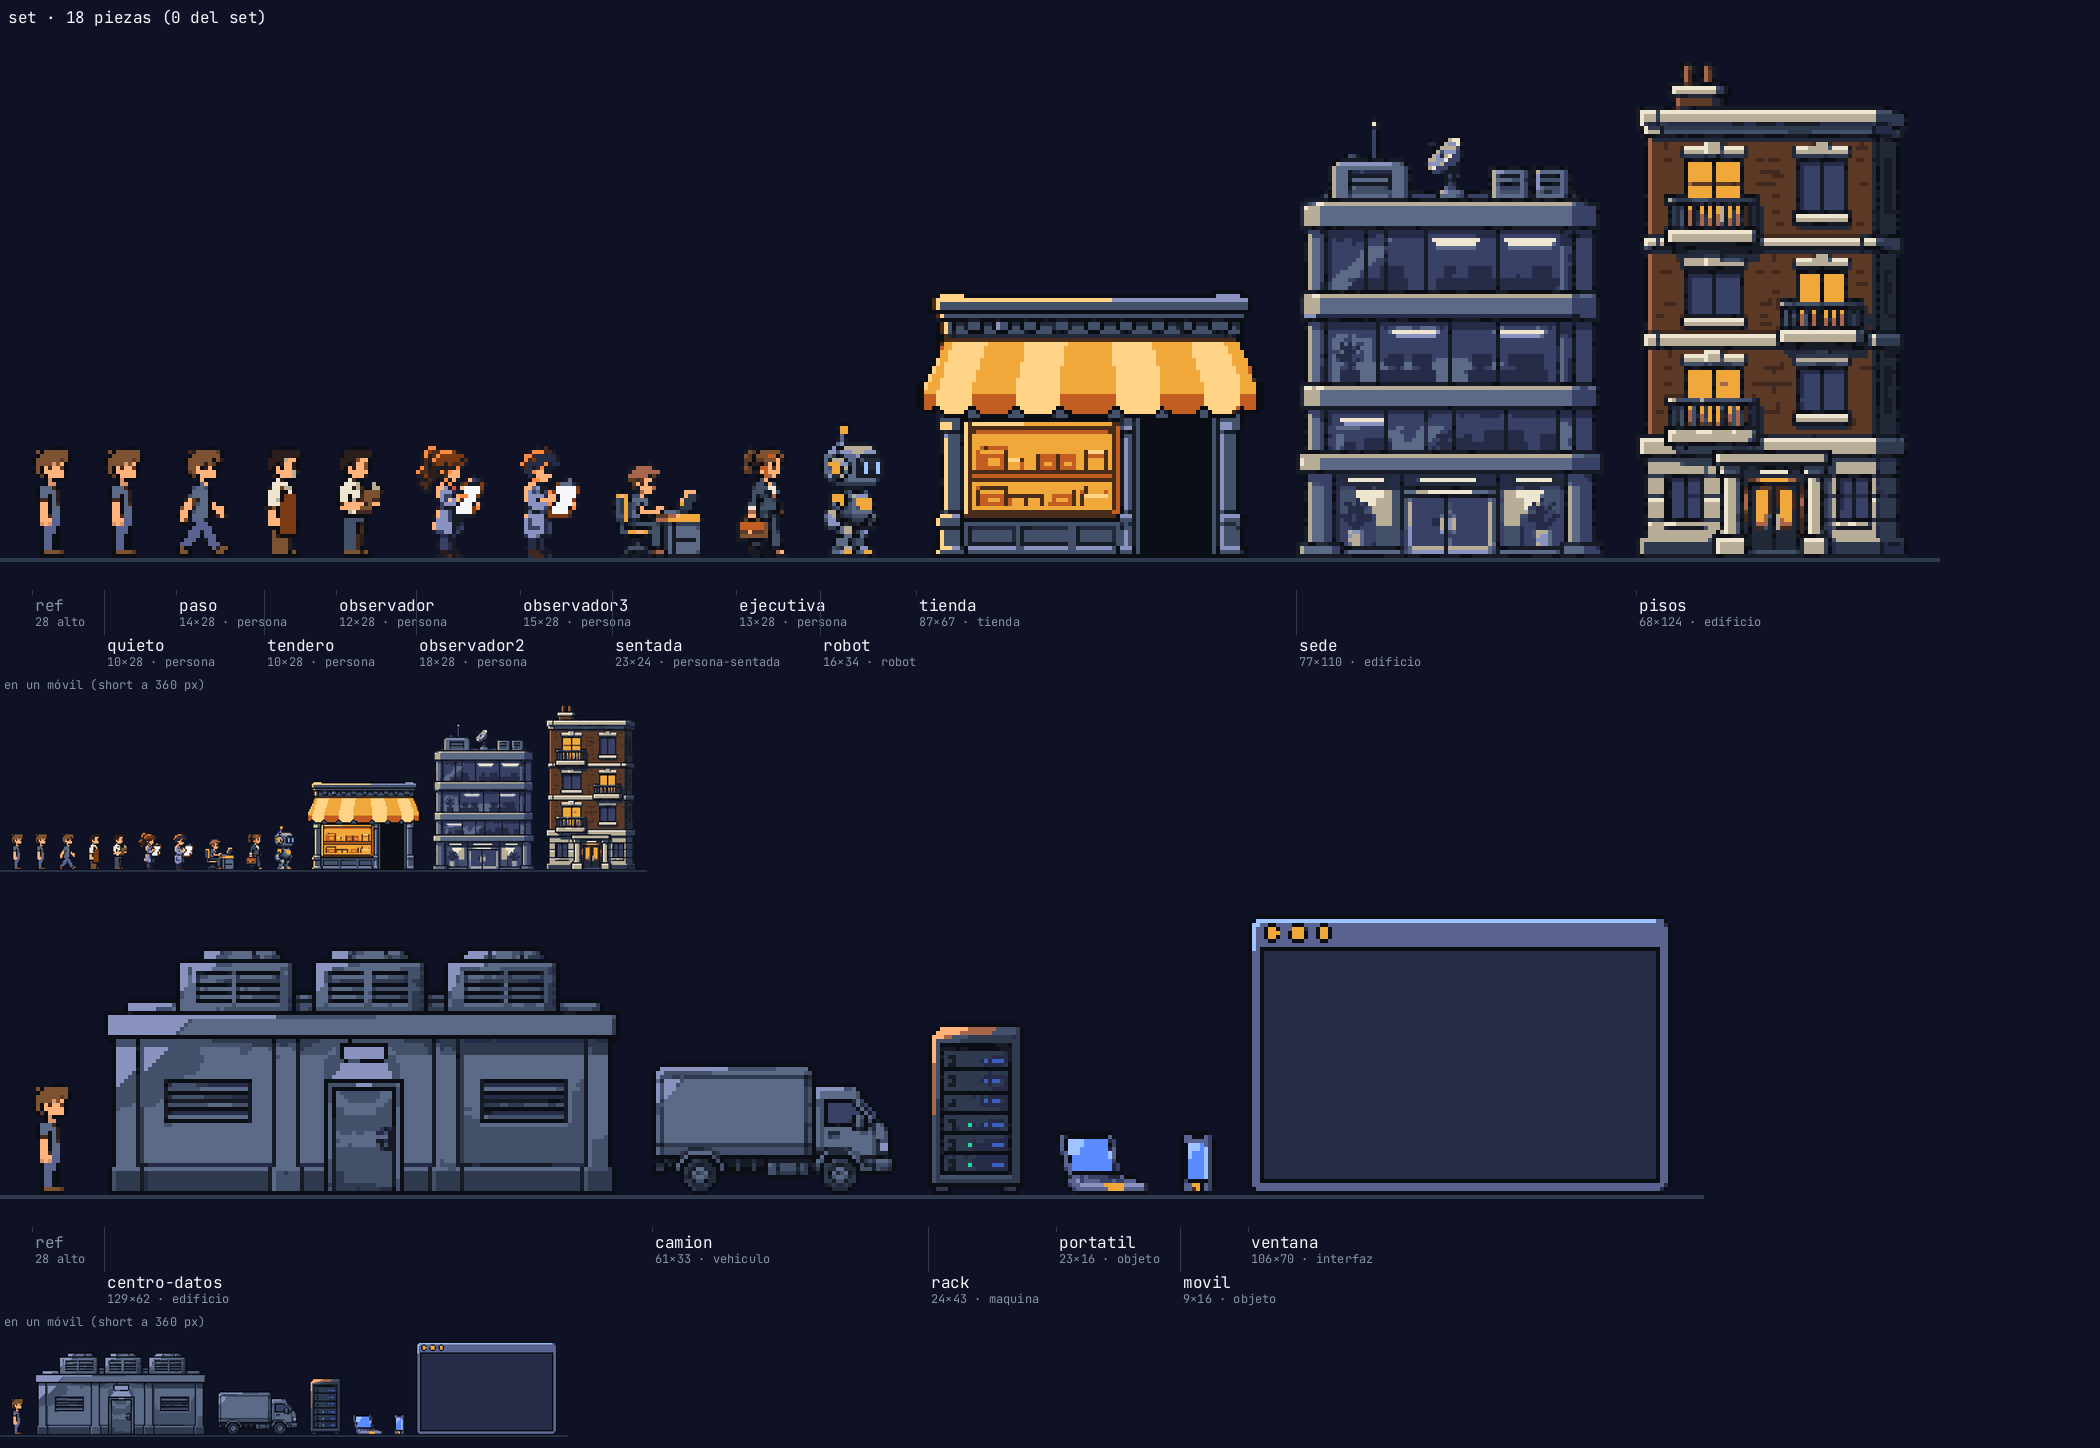 set · 18 piezas (0 del set)
ref
28 alto
quieto
10×28 · persona
paso
14×28 · persona
tendero
10×28 · persona
observador
12×28 · persona
observador2
18×28 · persona
observador3
15×28 · persona
sentada
23×24 · persona-sentada
ejecutiva
13×28 · persona
robot
16×34 · robot
tienda
87×67 · tienda
sede
77×110 · edificio
pisos
68×124 · edificio
en un móvil (short a 360 px)
ref
28 alto
centro-datos
129×62 · edificio
camion
61×33 · vehiculo
rack
24×43 · maquina
portatil
23×16 · objeto
movil
9×16 · objeto
ventana
106×70 · interfaz
en un móvil (short a 360 px)